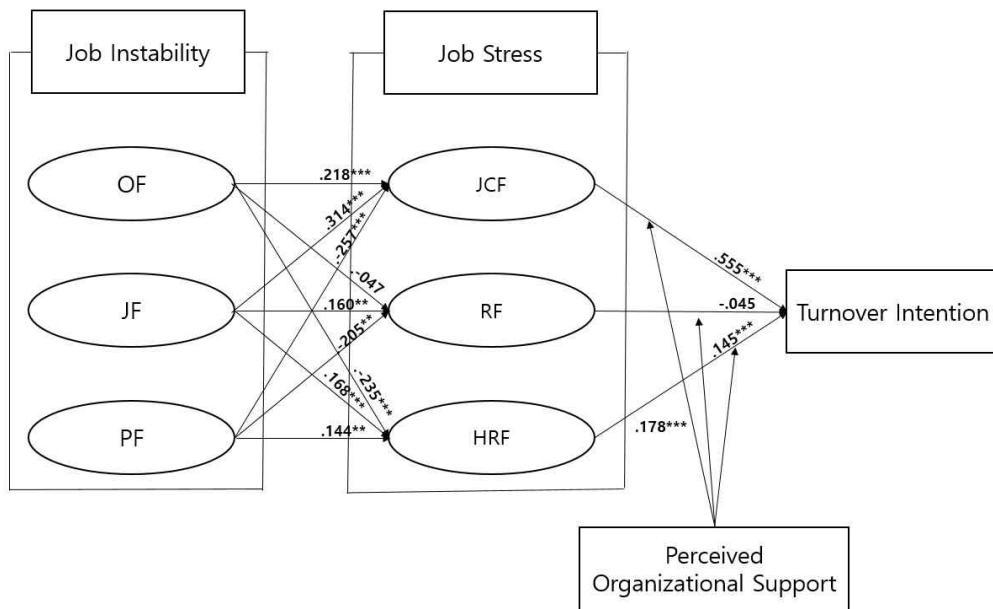 Job Instability
Job Stress
OF
.218***
JCF
.314***
.-257***
.555***
.-047
JF
.160**
RF
-.045
Turnover Intention
-205**
.145***
.168***
.-235***
PF
.144**
HRF
.178***
Perceived
Organizational Support